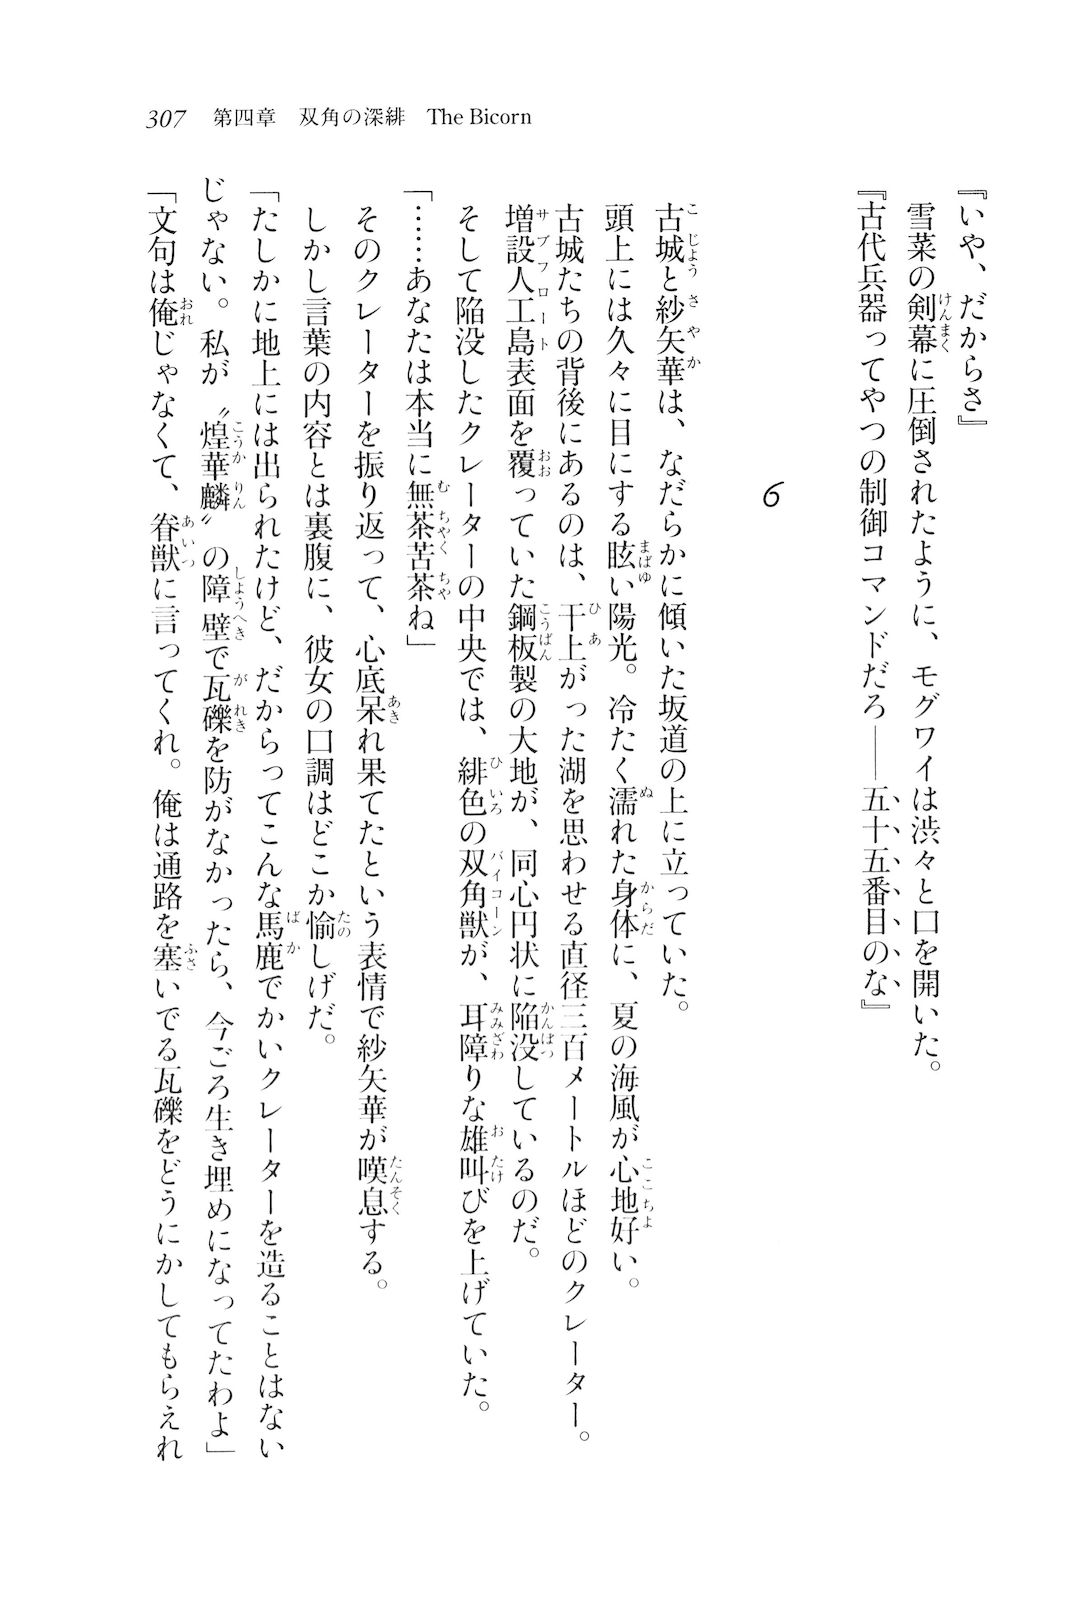 307 第四章 双角の深緋 The Bicorn
『いや、だからさ』
雪菜の剣幕に圧倒されたように、モグワイは渋々と口を開いた。
『古代兵器ってやつの制御コマンドだろ――五十五番目のな』
6
古城と紗矢華は、なだらかに傾いた坂道の上に立っていた。
頭上には久々に目にする眩い陽光。冷たく濡れた身体に、夏の海風が心地好い。
古城たちの背後にあるのは、干上がった湖を思わせる直径三百メートルほどのクレーター。
増設人工島表面を覆っていた鋼板製の大地が、同心円状に陥没しているのだ。
そして陥没したクレーターの中央では、緋色の双角獣が、耳障りな雄叫びを上げていた。
「……あなたは本当に無茶苦茶ね」
そのクレーターを振り返って、心底呆れ果てたという表情で紗矢華が嘆息する。
しかし言葉の内容とは裏腹に、彼女の口調はどこか愉しげだ。
「たしかに地上には出られたけど、だからってこんな馬鹿でかいクレーターを造ることはない
じゃない。私が〝煌華麟〟の障壁で瓦礫を防がなかったら、今ごろ生き埋めになってたわよ」
「文句は俺じゃなくて、眷獣に言ってくれ。俺は通路を塞いでる瓦礫をどうにかしてもらえれ